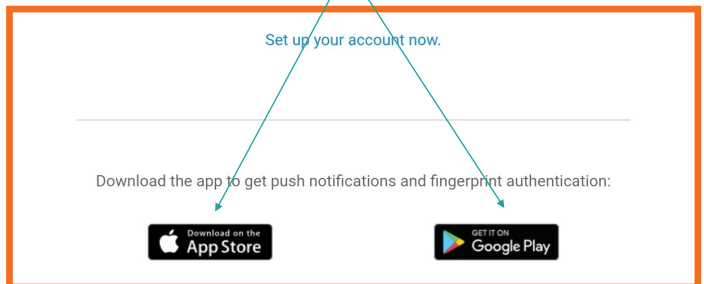 Set up your account now.
Download the app to get push notifications and fingerprint authentication:
Download on the
App Store
GET IT ON
Google Play